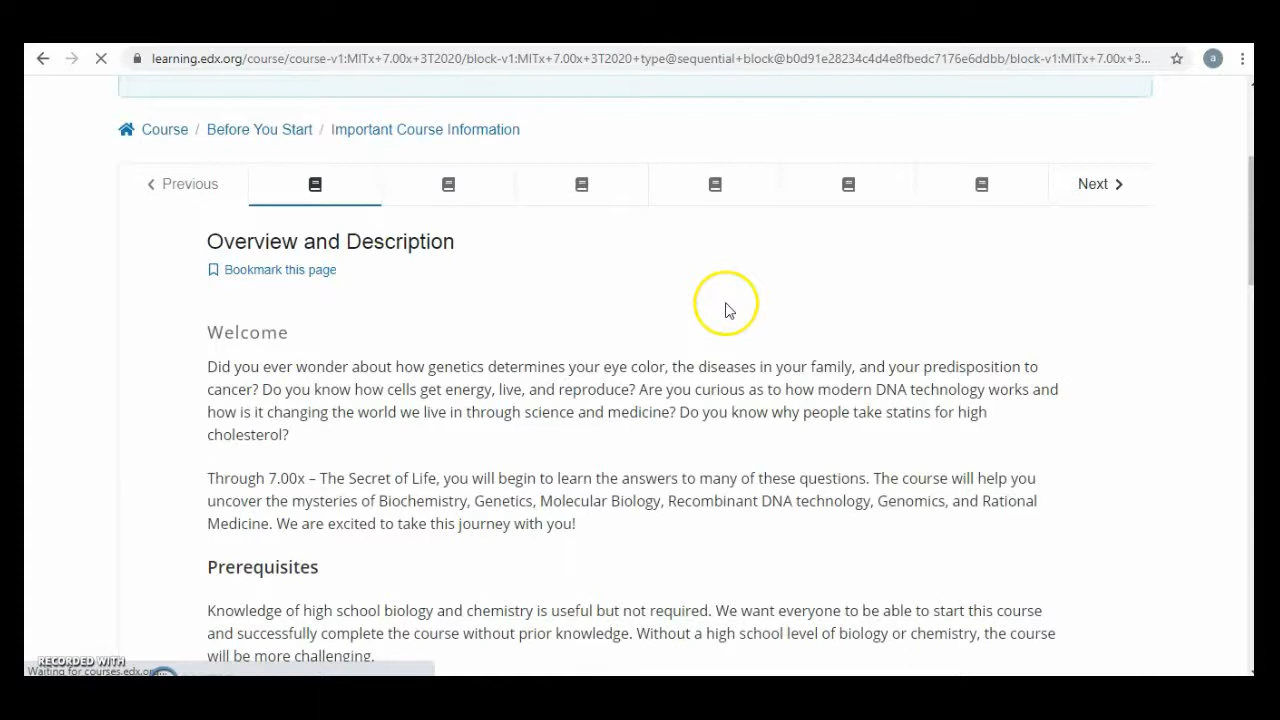 learning.edx.org/course/course-v1:MITx+7.00x+3T2020/block-v1:MITx+7.00x+3T2020+type@sequential+block@b0d91e28234c4d4e8fbedc7176e6ddbb/block-v1:MITx+7.00x+3...
a
Course / Before You Start / Important Course Information
Previous
Next
Overview and Description
Bookmark this page
Welcome
Did you ever wonder about how genetics determines your eye color, the diseases in your family, and your predisposition to
cancer? Do you know how cells get energy, live, and reproduce? Are you curious as to how modern DNA technology works and
how is it changing the world we live in through science and medicine? Do you know why people take statins for high
cholesterol?
Through 7.00x – The Secret of Life, you will begin to learn the answers to many of these questions. The course will help you
uncover the mysteries of Biochemistry, Genetics, Molecular Biology, Recombinant DNA technology, Genomics, and Rational
Medicine. We are excited to take this journey with you!
Prerequisites
Knowledge of high school biology and chemistry is useful but not required. We want everyone to be able to start this course
and successfully complete the course without prior knowledge. Without a high school level of biology or chemistry, the course
will be more challenging.
RECORDED WITH
Waiting for courses.edx.org...